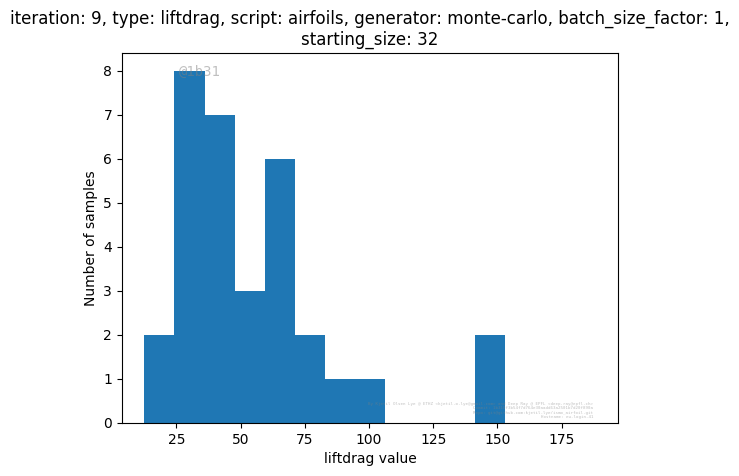 iteration: 9, type: liftdrag, script: airfoils, generator: monte-carlo, batch_size_factor: 1,
starting_size: 32
@1b31
8
7
6
5
4
3
2
1
0
Number of samples
25 50 75 100 125 150 175
liftdrag value